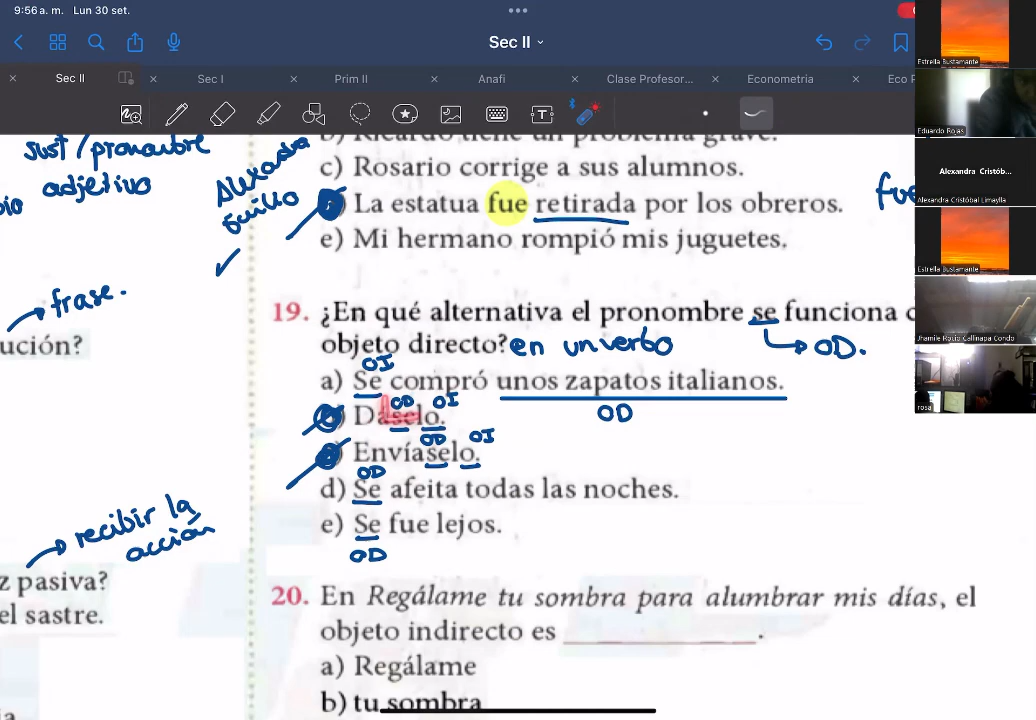 9:56 a. m. Lun 30 set.
Sec II
Sec II
Sec I
Prim II
Anafi
Clase Profesor...
Econometria
Eco
Estrella Bustamante
Eduardo Rojas
Alexandra Cristób...
Alexandra Cristóbal Limaylla
Estrella Bustamante
Jhamile Rocio Callinapa Condo
rosa
sust / pronombre
adjetivo
Alexandra
c) Rosario corrige a sus alumnos.
La estatua fue retirada por los obreros.
e) Mi hermano rompió mis juguetes.
→ frase.
ución?
19. ¿En qué alternativa el pronombre se funciona
objeto directo? en un verbo → OD.
OI
a) Se compró unos zapatos italianos.
OD OI OD
Dáselo.
OD OI
Envíaselo.
OD
d) Se afeita todas las noches.
e) Se fue lejos.
OD
→ recibir la
acción
z pasiva?
el sastre.
20. En Regálame tu sombra para alumbrar mis días, el
objeto indirecto es ____________.
a) Regálame
b) tu sombra